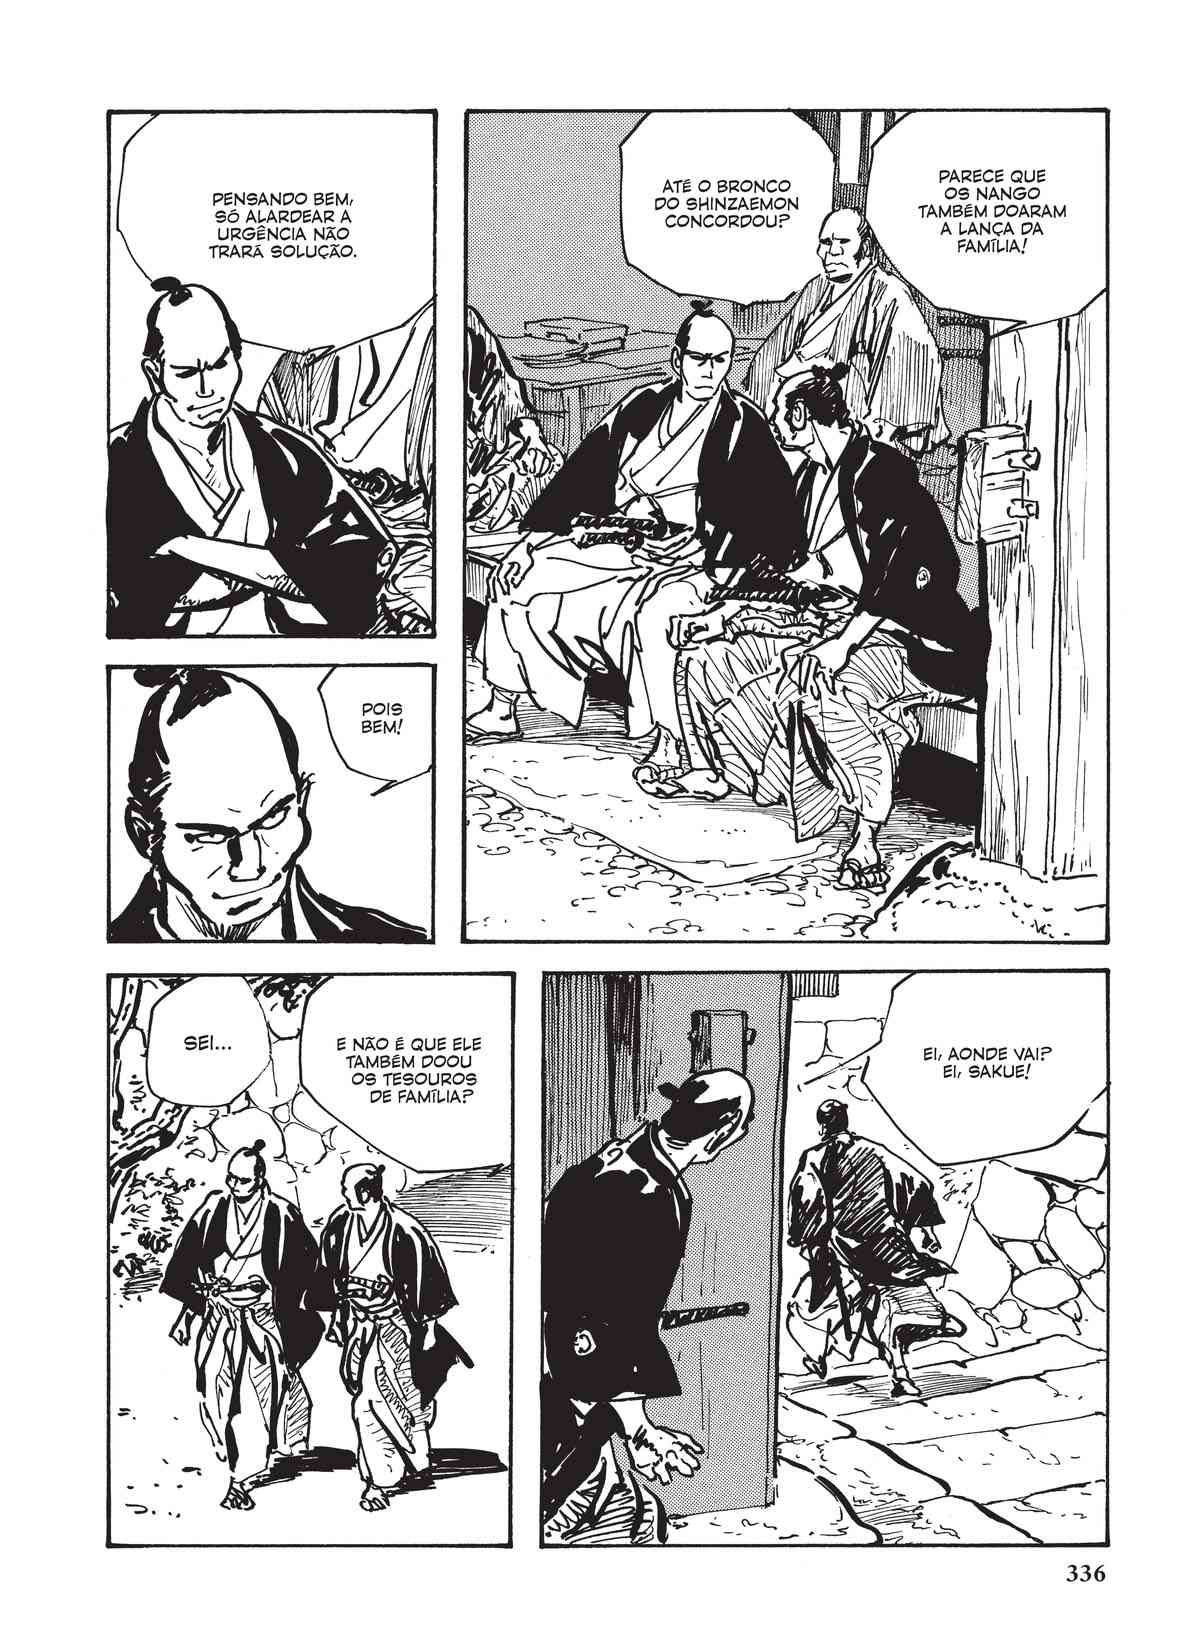 PARECE QUE
OS NANGO
TAMBÉM DOARAM
A LANÇA DA
FAMÍLIA!
ATÉ O BRONCO
DO SHINZAEMON
CONCORDOU?
PENSANDO BEM,
SÓ ALARDEAR A
URGÊNCIA NÃO
TRARÁ SOLUÇÃO.
POIS
BEM!
EI, AONDE VAI?
EI, SAKUE!
E NÃO É QUE ELE
TAMBÉM DOOU
OS TESOUROS
DE FAMÍLIA?
SEI...
336